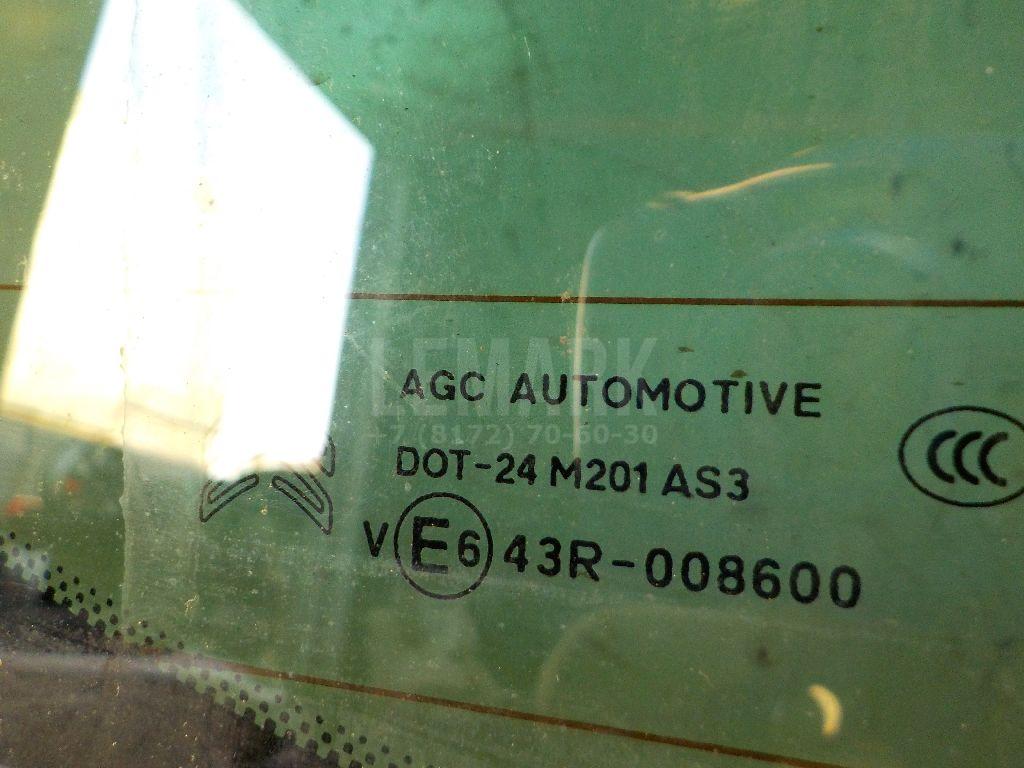 LEMARK
AGC AUTOMOTIVE
+7 (8172) 70-60-30
DOT-24 M201 AS3
CCC
V E6 43R-008600